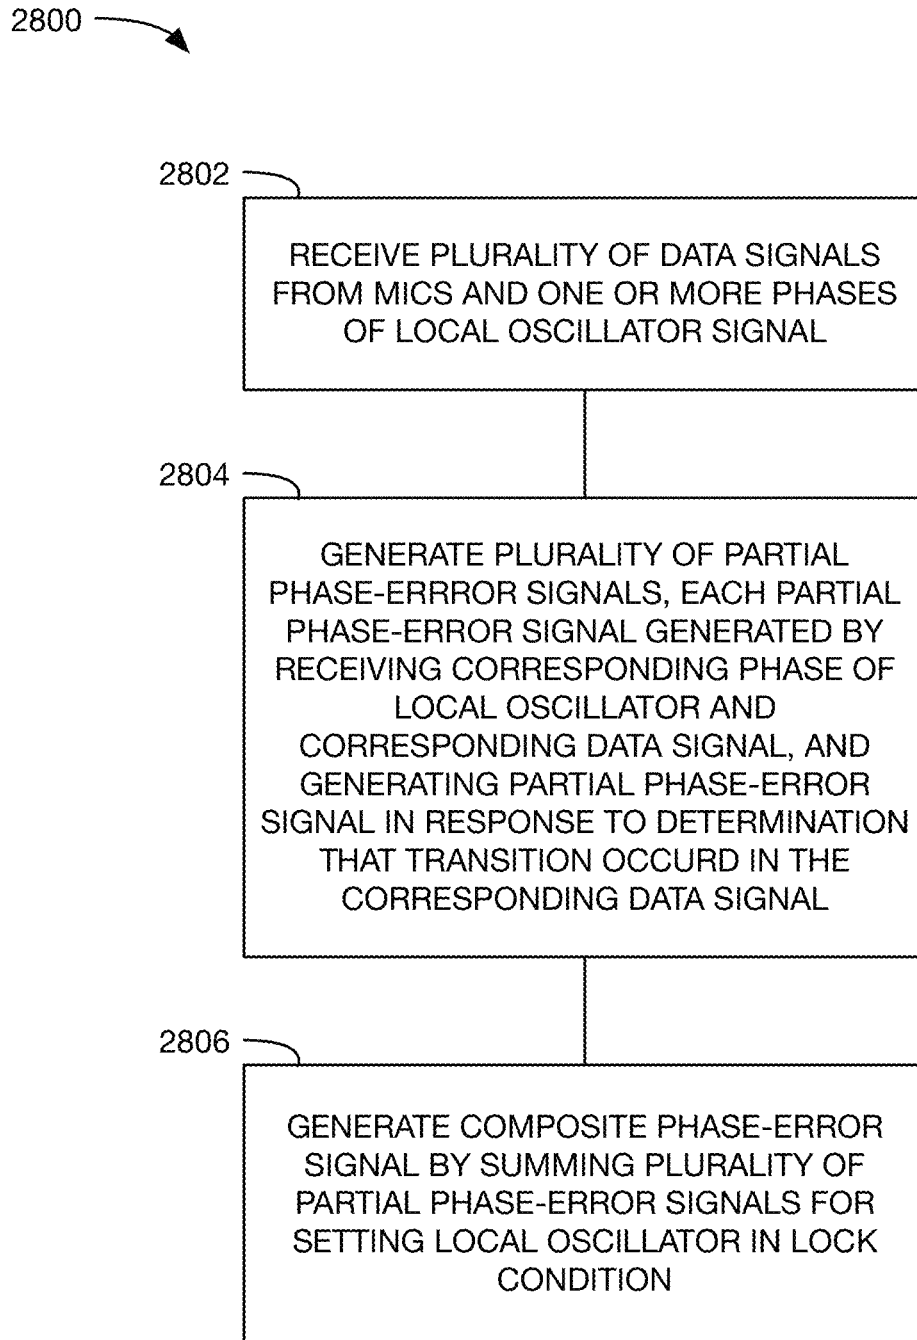 2800
2802
RECEIVE PLURALITY OF DATA SIGNALS
FROM MICS AND ONE OR MORE PHASES
OF LOCAL OSCILLATOR SIGNAL
2804
GENERATE PLURALITY OF PARTIAL
PHASE-ERRROR SIGNALS, EACH PARTIAL
PHASE-ERROR SIGNAL GENERATED BY
RECEIVING CORRESPONDING PHASE OF
LOCAL OSCILLATOR AND
CORRESPONDING DATA SIGNAL, AND
GENERATING PARTIAL PHASE-ERROR
SIGNAL IN RESPONSE TO DETERMINATION
THAT TRANSITION OCCURD IN THE
CORRESPONDING DATA SIGNAL
2806
GENERATE COMPOSITE PHASE-ERROR
SIGNAL BY SUMMING PLURALITY OF
PARTIAL PHASE-ERROR SIGNALS FOR
SETTING LOCAL OSCILLATOR IN LOCK
CONDITION